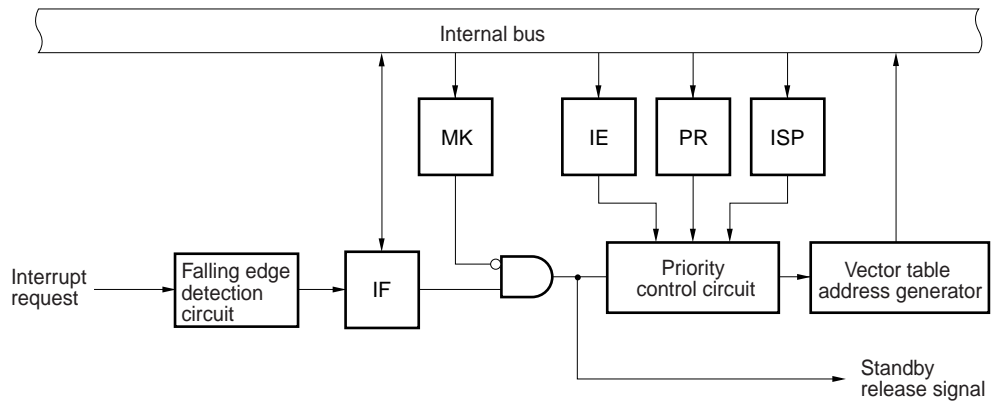 Internal bus
MK
IE
PR
ISP
Interrupt
request
Falling edge
detection
circuit
IF
Priority
control circuit
Vector table
address generator
Standby
release signal